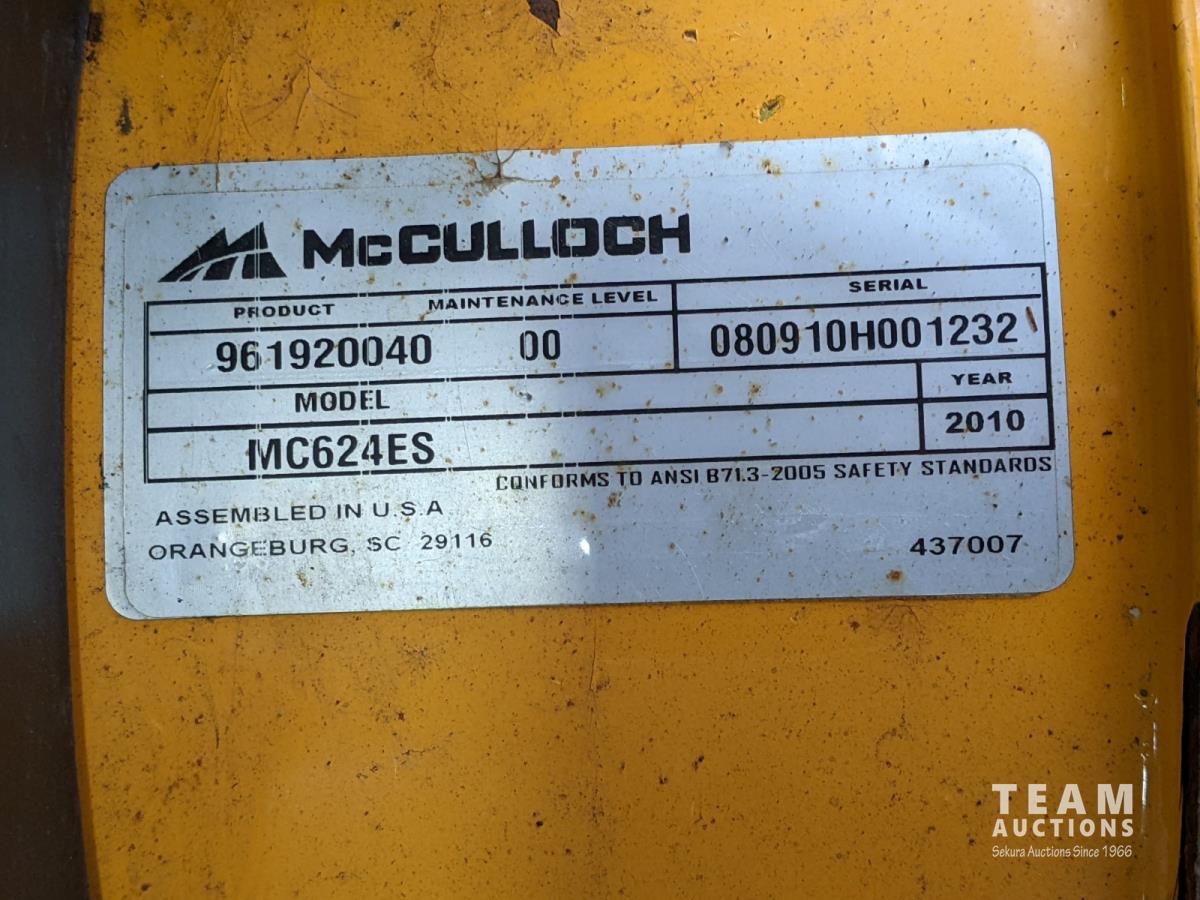 McCULLOCH
PRODUCT MAINTENANCE LEVEL SERIAL
961920040 00 080910H001232
MODEL YEAR
MC624ES 2010
CONFORMS TO ANSI B71.3-2005 SAFETY STANDARDS
ASSEMBLED IN U.S.A
ORANGEBURG, SC 29116 437007
TEAM
AUCTIONS
Sekura Auctions Since 1966